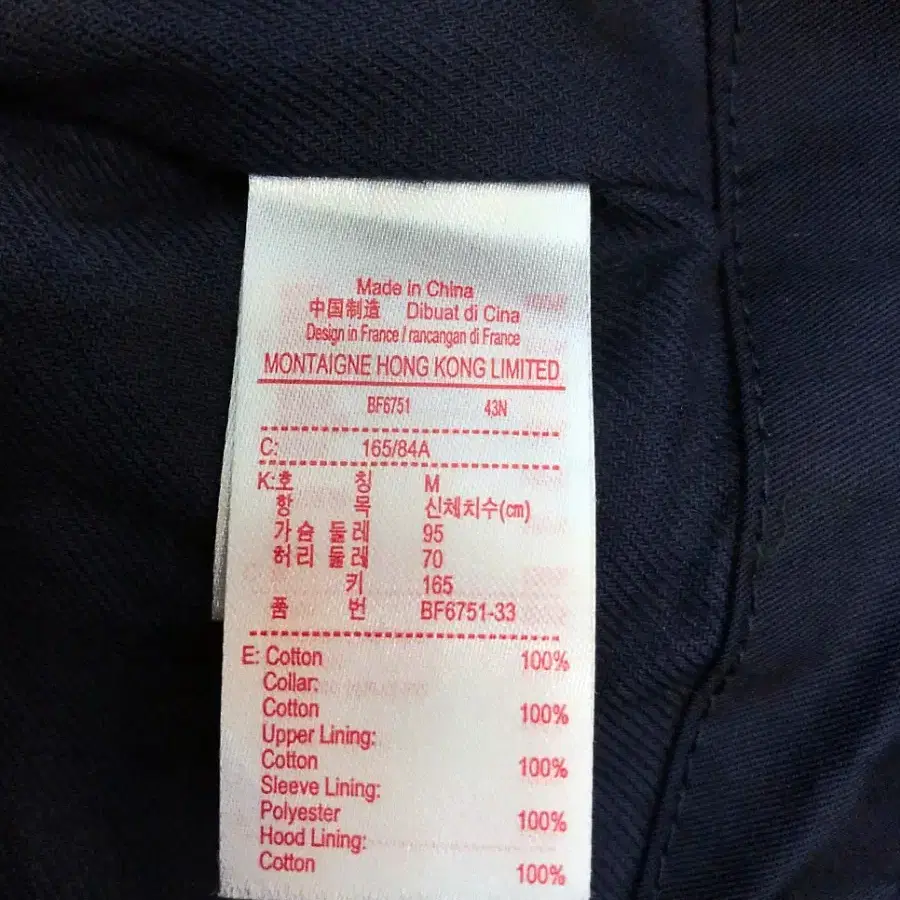 Made in China
中国制造 Dibuat di Cina
Design in France / rancangan di France
MONTAIGNE HONG KONG LIMITED
BF6751 43N
C: 165/84A
K:호 칭 M
항 목 신체치수(cm)
가슴 둘레 95
허리 둘레 70
키 165
품 번 BF6751-33
E: Cotton 100%
Collar:
Cotton 100%
Upper Lining:
Cotton 100%
Sleeve Lining:
Polyester 100%
Hood Lining:
Cotton 100%